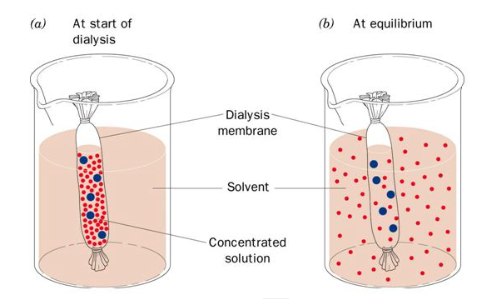 (a) At start of
dialysis
(b) At equilibrium
Dialysis
membrane
Solvent
Concentrated
solution